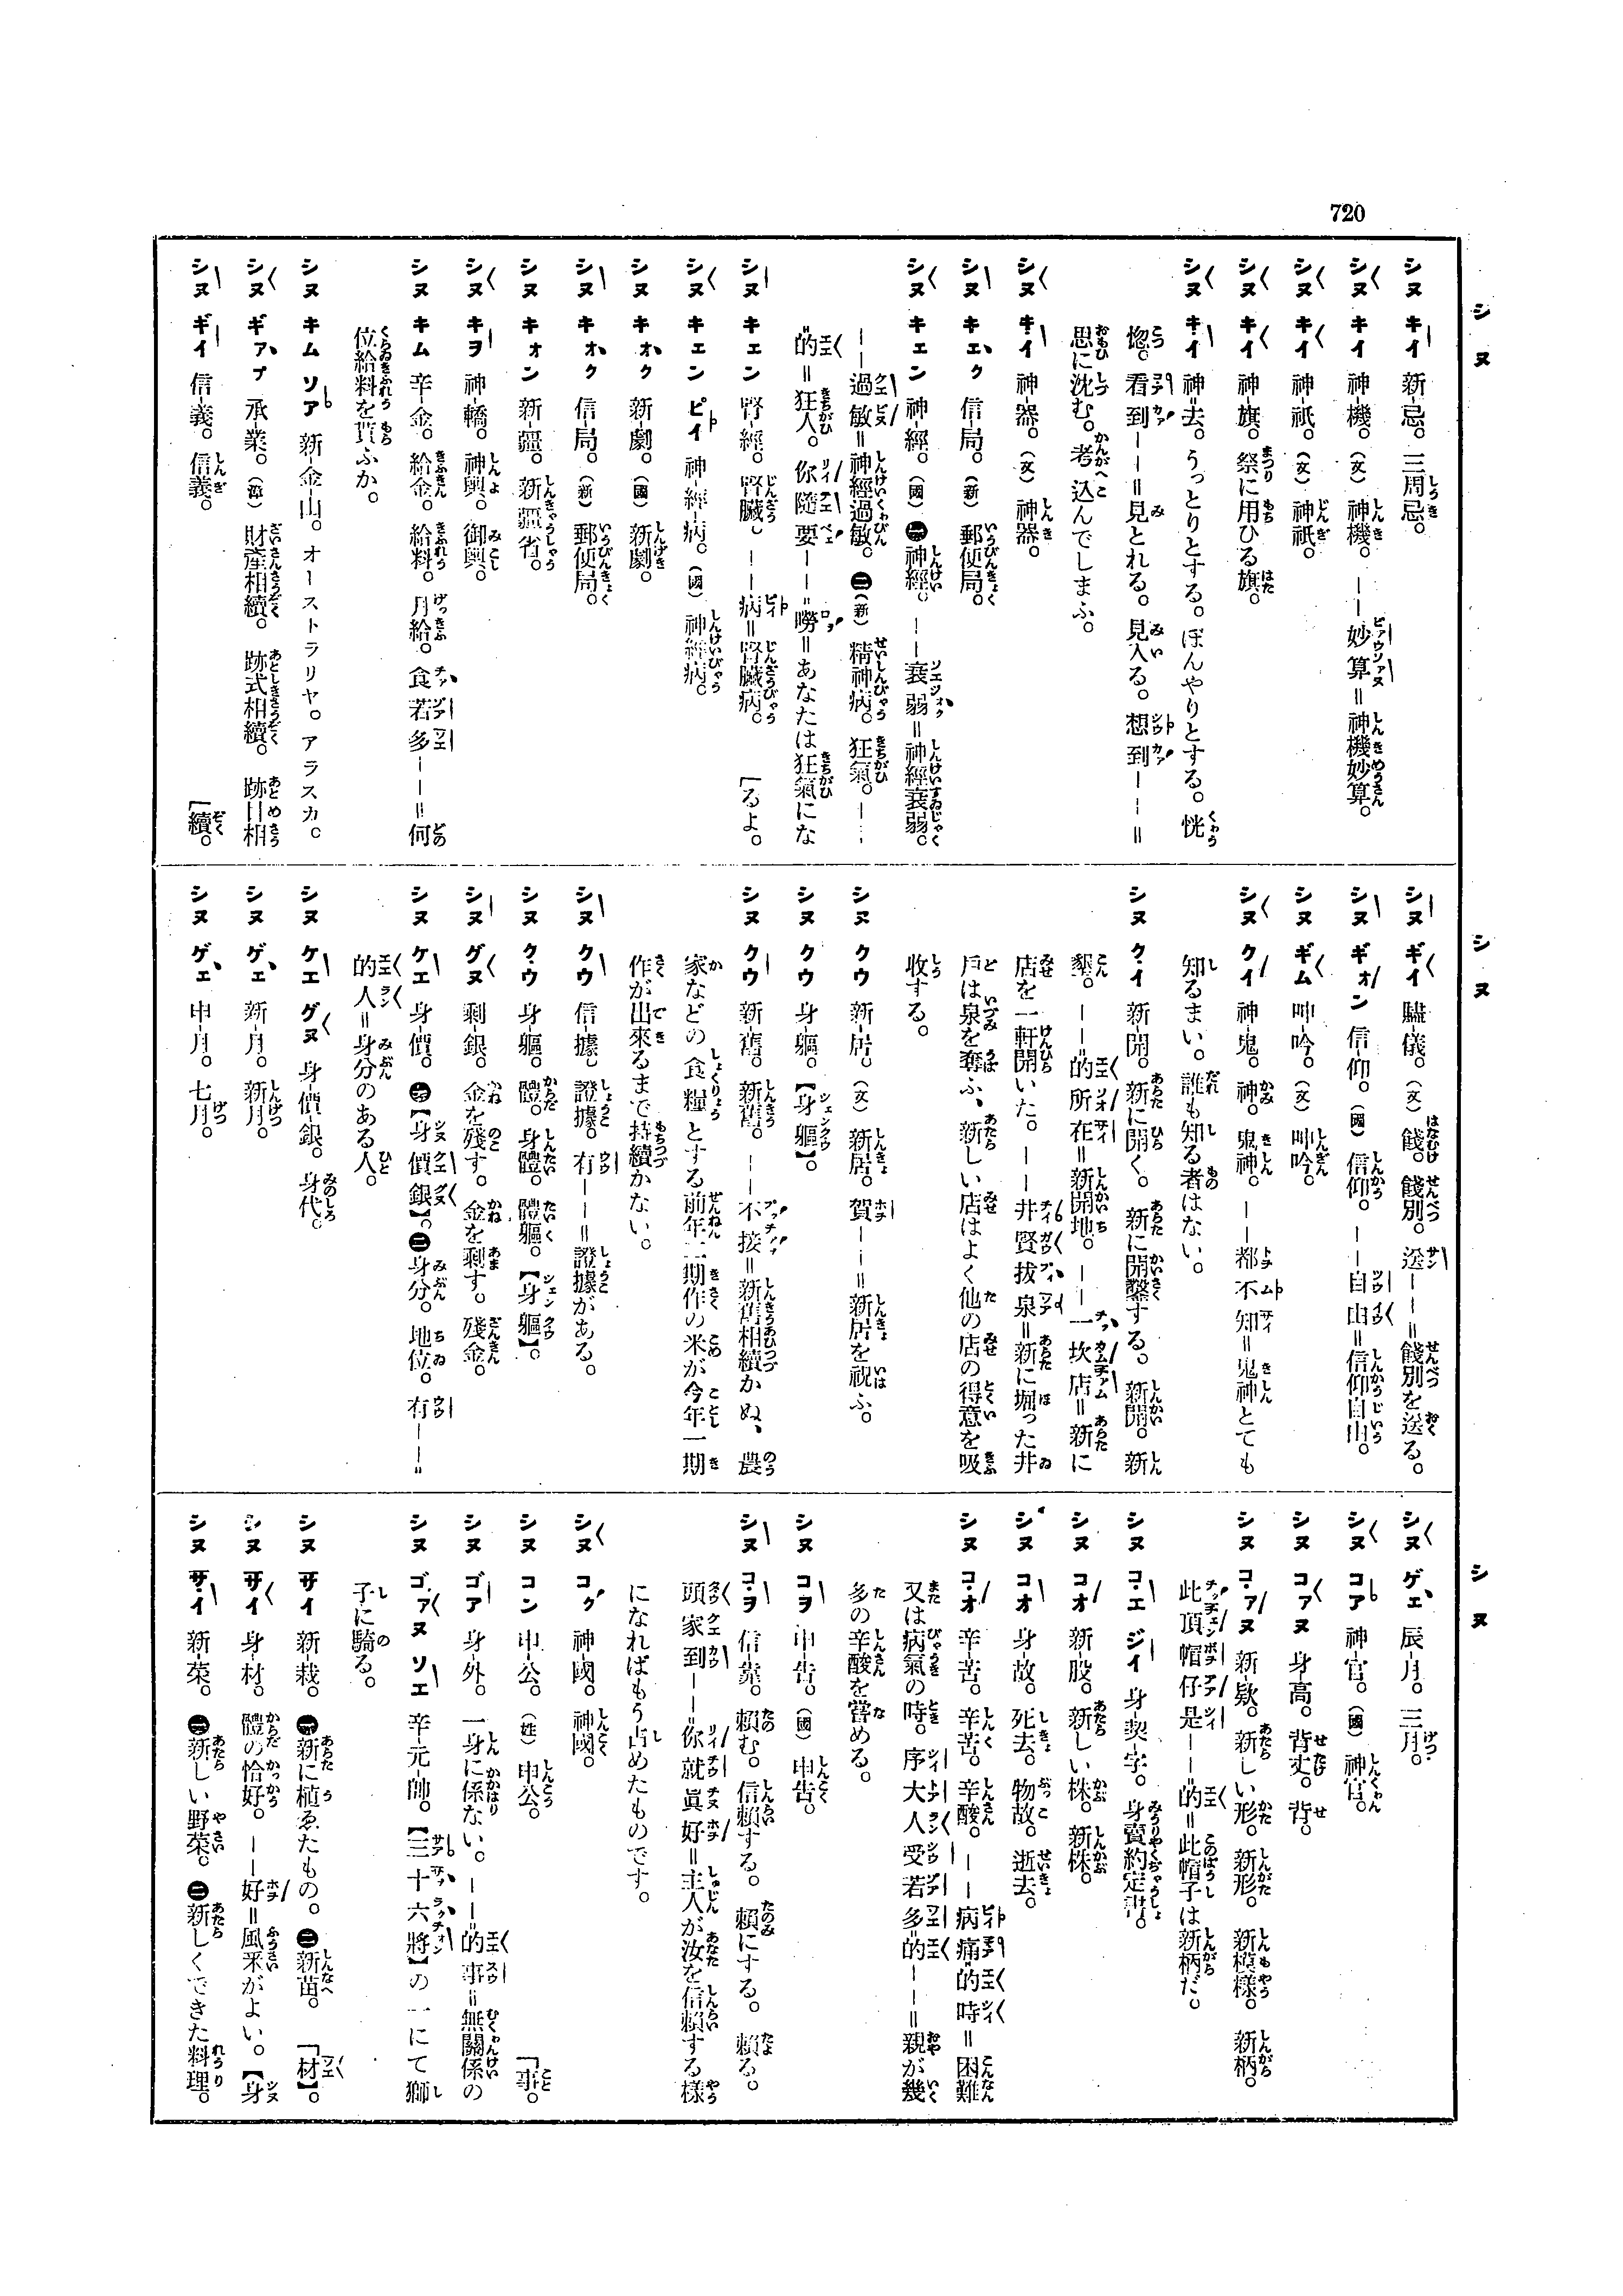 720
シ ヌ
シヌ キイ 新-忌。三周忌。
シヌ キイ 神-機。(文) 神機。――妙算=神機妙算。
シヌ キイ 神-祇。(文) 神祇。
シヌ キイ 神-旗。祭に用ひる旗。
シヌ キイ 神=去。うっとりとする。ぼんやりとする。恍
惚。看到――=見とれる。見入る。想到――=
思に沈む。考込んでしまふ。
シヌ キイ 神-器。(文) 神器。
シヌ キェク 信-局。(新) 郵便局。
シヌ キェン 神-經。(國) ㊀神經。――衰弱=神經衰弱。
――過敏=神經過敏。㊁(新) 精神病。狂氣。――
=的=狂人。你隨要――=嘮=あなたは狂氣にな
「るよ。
シヌ キェン 腎-經。腎臟。――病=腎臟病。
シヌ キェン ピイ 神-經-病。(國) 神經病。
シヌ キォク 新-劇。(國) 新劇。
シヌ キォク 信-局。(新) 郵便局。
シヌ キォン 新-疆。新疆省。
シヌ キヲ 神-轎。神輿。御輿。
シヌ キム 辛-金。給金。給料。月給。食若多――=何
位給料を貰ふか。
シヌ キム ソア 新-金-山。オーストラリヤ。アラスカ。
シヌ ギァプ 承-業。 財產相續。跡式相續。跡目相
「續。
シヌ ギイ 信-義。信義。
シ ヌ
シヌ ギイ 贐-儀。(文) 餞。餞別。送――=餞別を送る。
シヌ ギォン 信-仰。(國) 信仰。――自由=信仰自由。
シヌ ギム 呻-吟。(文) 呻吟。
シヌ クイ 神-鬼。神。鬼神。――都不知=鬼神とても
知るまい。誰も知る者はない。
シヌ クイ 新-開。新に開く。新に開鑿する。新開。新
墾。――的所在=新開地。――一坎店=新に
店を一軒開いた。――井賢拔泉=新に堀った井
戶は泉を奪ふ、新しい店はよく他の店の得意を吸
收する。
シヌ クウ 新-居。(文) 新居。賀――=新居を祝ふ。
シヌ クウ 身-軀。【身軀】。
シヌ クウ 新-舊。新舊。――不接=新舊相續かぬ、農
家などの食糧とする前年二期作の米が今年一期
作が出來るまで持續かない。
シヌ クウ 信-據。證據。有――=證據がある。
シヌ クウ 身-軀。體。身體。體軀。【身軀】。
シヌ グヌ 剩-銀。金を殘す。金を剩す。殘金。
シヌ ケエ 身-價。㊀【身價銀】。㊁身分。地位。有――=
的人=身分のある人。
シヌ ケエ グヌ 身-價-銀。身代。
シヌ ゲェ 新-月。新月。
シヌ ゲェ 申-月。七月。
シ ヌ
シヌ ゲェ 辰-月。三月。
シヌ コア 神-官。(國) 神官。
シヌ コァヌ 身-高。背丈。背。
シヌ コァヌ 新-欵。新しい形。新形。新模樣。新柄。
此頂帽仔是――的=此帽子は新柄だ。
シヌ コエ ジイ 身-契-字。身賣約定書。
シヌ コオ 新-股。新しい株。新株。
シヌ コオ 身-故。死去。物故。逝去。
シヌ コオ 辛-苦。辛苦。辛酸。――病痛的時=困難
又は病氣の時。序大人受若多的――=親が幾
多の辛酸を嘗める。
シヌ コヲ 申-告。(國) 申告。
シヌ コヲ 信-靠。賴む。信賴する。賴にする。賴る。
頭家到――你就眞好=主人が汝を信賴する樣
になればもう占めたものです。
シヌ コク 神-國。神國。
シヌ コン 申-公。(姓) 申公。
「事。
シヌ ゴア 身-外。一身に係ない。――的事=無關係の
シヌ ゴァヌ ソエ 辛-元-帥。【三十六將】の一にて獅
子に騎る。
シヌ サイ 新-栽。㊀新に植ゑたもの。㊁新苗。
「材】。
シヌ サイ 身-材。體の恰好。――好=風采がよい。【身
シヌ サイ 新-菜。㊀新しい野菜。㊁新しくできた料理。